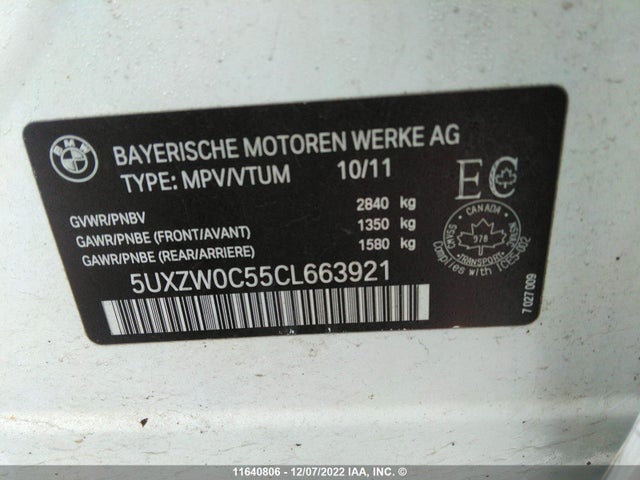 BMW
BAYERISCHE MOTOREN WERKE AG
TYPE: MPV/VTUM 10/11
EC
GVWR/PNBV 2840 kg
GAWR/PNBE (FRONT/AVANT) 1350 kg
GAWR/PNBE (REAR/ARRIERE) 1580 kg
CANADA
978
TRANSPORT
Complies with ICES-002
5UXZW0C55CL663921
7 027 009
11640806 - 12/07/2022 IAA, INC. ©